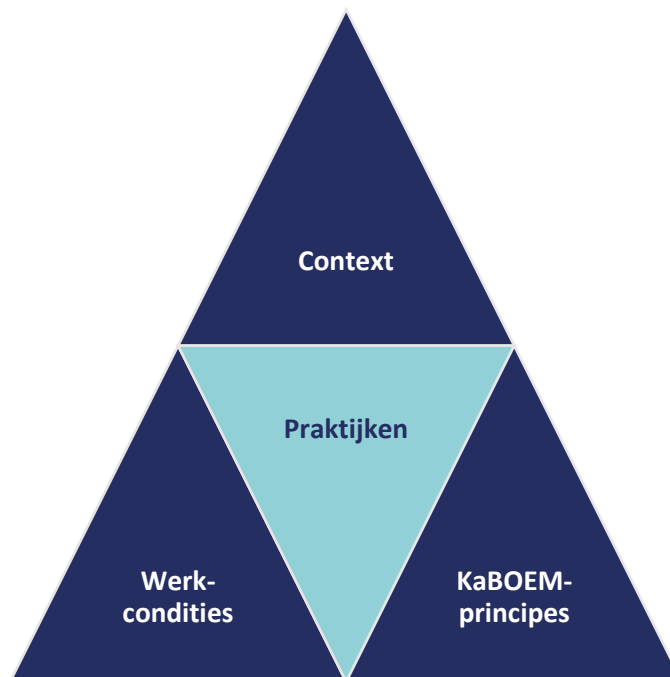 Context
Praktijken
Werk-
condities
KaBOEM-
principes